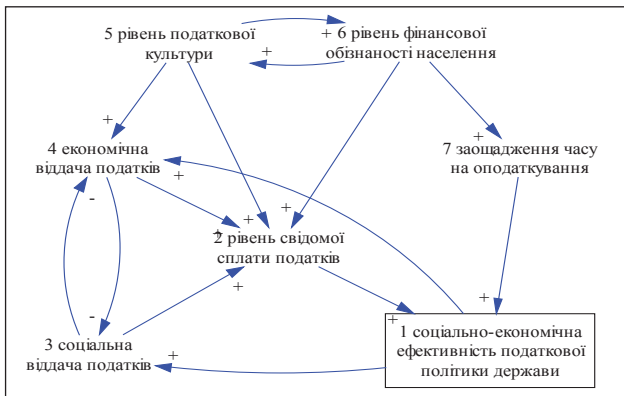 5 рівень податкової
культури
+ 6 рівень фінансової
обізнаності населення
+
+
+
4 економічна
віддача податків
7 заощадження часу
на оподаткування
-
+
+
+
+
+
2 рівень свідомої
сплати податків
+
-
+
+
3 соціальна
віддача податків
+
1 соціально-економічна
ефективність податкової
політики держави